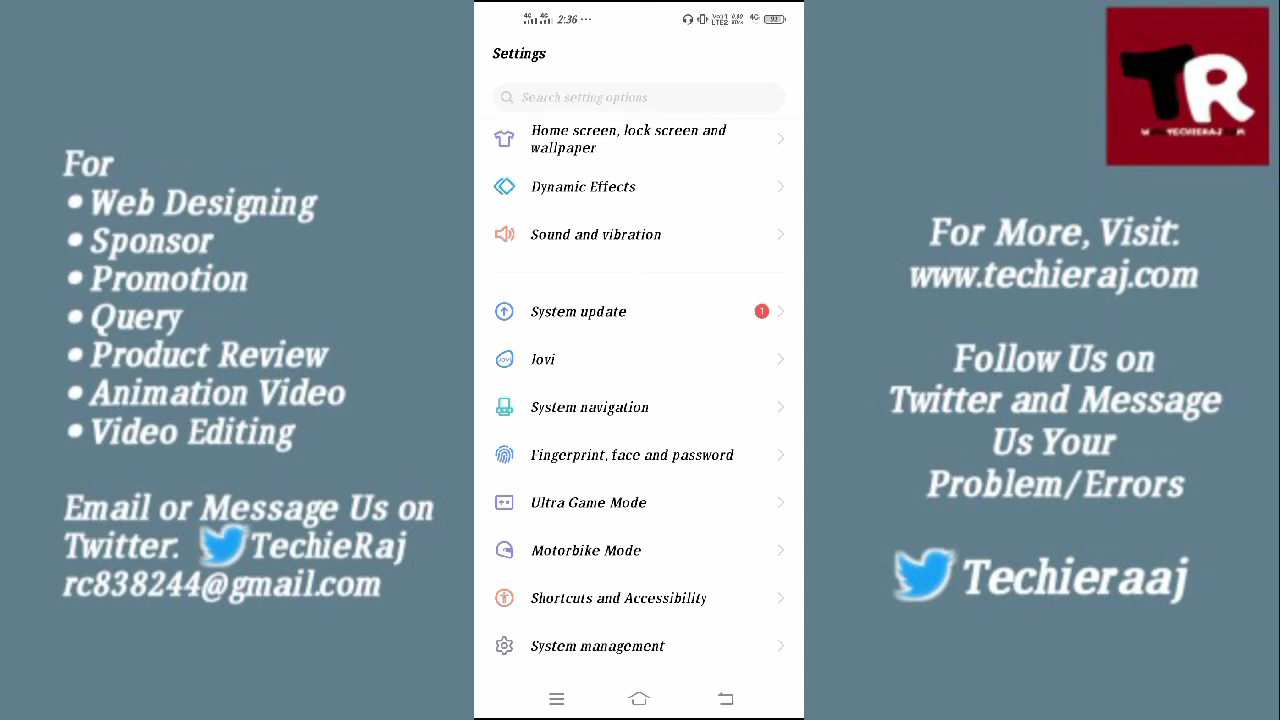 For
• Web Designing
• Sponsor
• Promotion
• Query
• Product Review
• Animation Video
• Video Editing
Email or Message Us on
Twitter. TechieRaj
rc838244@gmail.com
2:36 ...
93
Settings
Search setting options
Home screen, lock screen and
wallpaper
Dynamic Effects
Sound and vibration
System update
1
Jovi
System navigation
Fingerprint, face and password
Ultra Game Mode
Motorbike Mode
Shortcuts and Accessibility
System management
TR
For More, Visit:
www.techieraj.com
Follow Us on
Twitter and Message
Us Your
Problem/Errors
Techieraaj